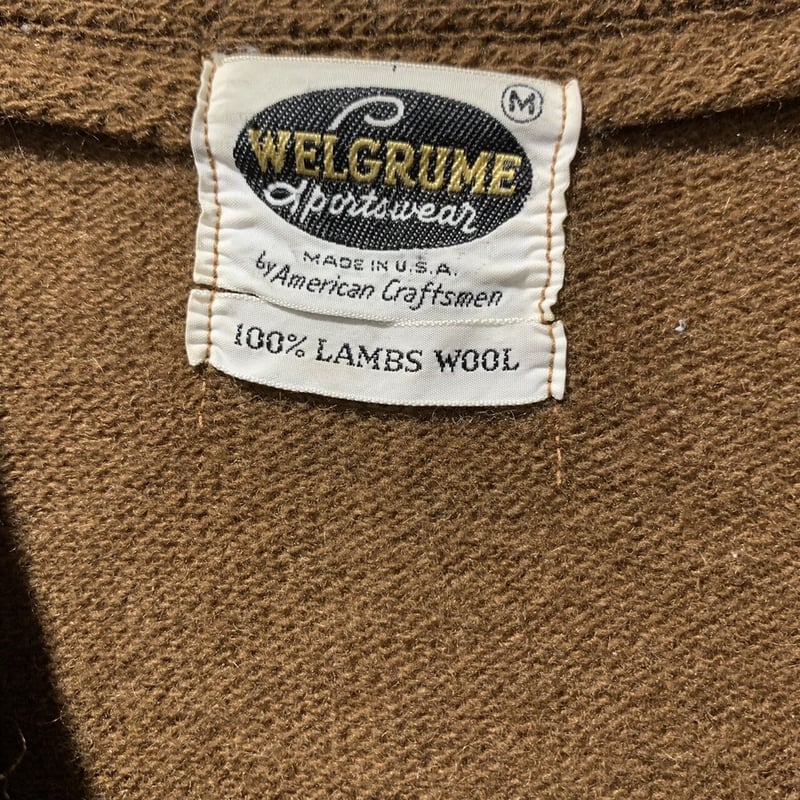 M
WELGRUME
Sportswear
MADE IN U.S.A.
by American Craftsmen
100% LAMBS WOOL